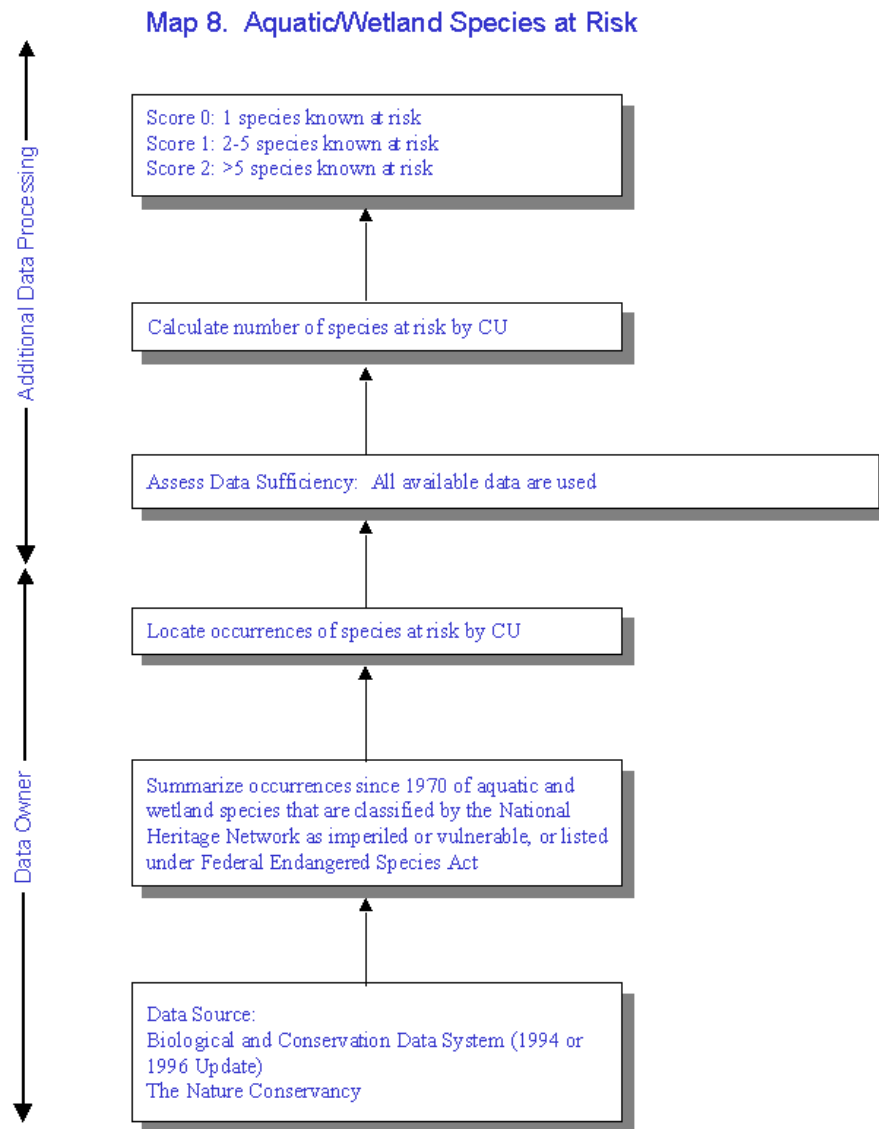 Map 8. Aquatic/Wetland Species at Risk
Additional Data Processing
Score 0: 1 species known at risk
Score 1: 2-5 species known at risk
Score 2: >5 species known at risk
Calculate number of species at risk by CU
Assess Data Sufficiency: All available data are used
Data Owner
Locate occurrences of species at risk by CU
Summarize occurrences since 1970 of aquatic and
wetland species that are classified by the National
Heritage Network as imperiled or vulnerable, or listed
under Federal Endangered Species Act
Data Source:
Biological and Conservation Data System (1994 or
1996 Update)
The Nature Conservancy